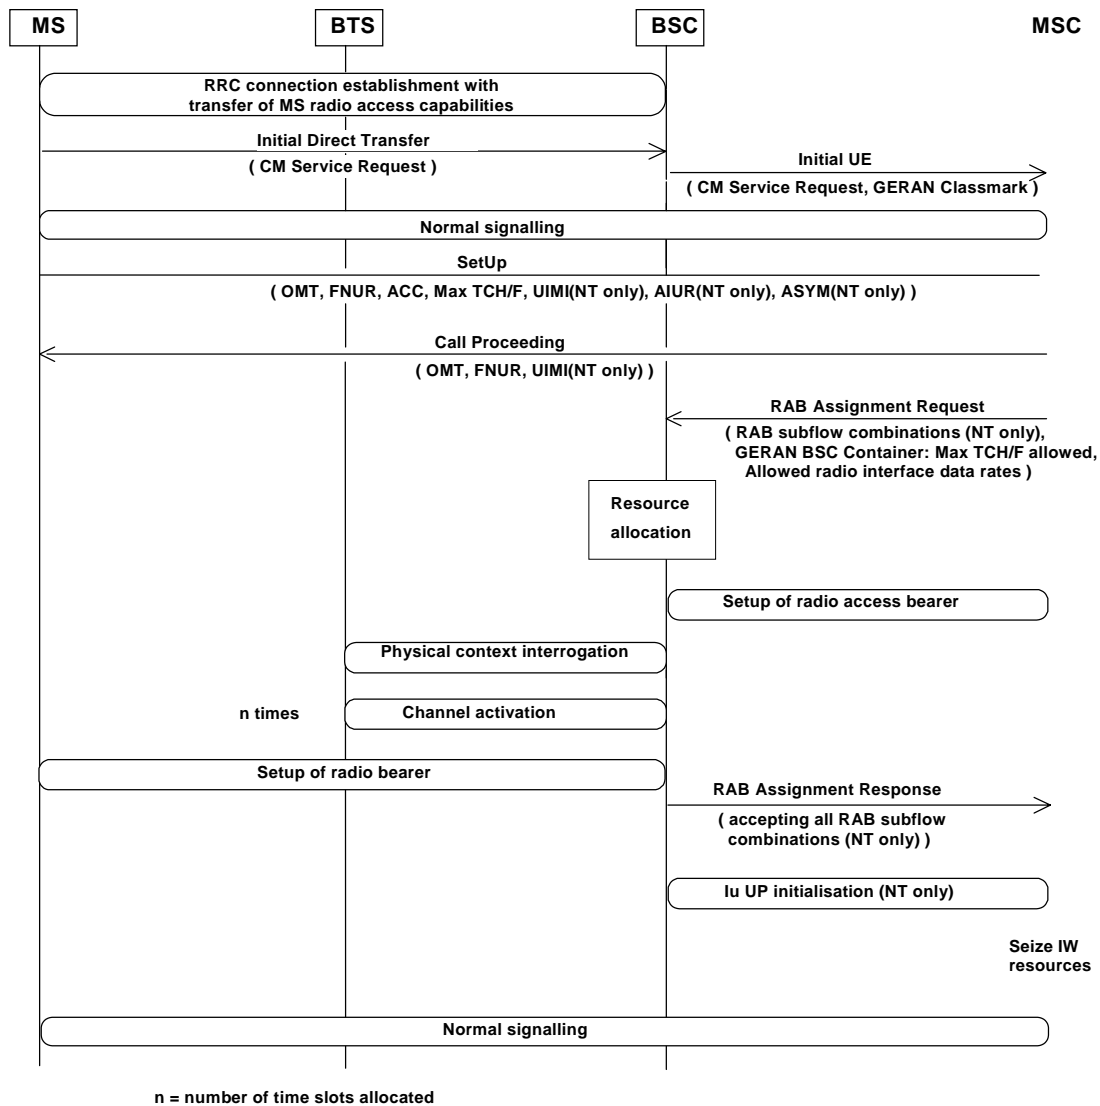 MS BTS BSC MSC
RRC connection establishment with
transfer of MS radio access capabilities
Initial Direct Transfer
( CM Service Request )
Initial UE
( CM Service Request, GERAN Classmark )
Normal signalling
SetUp
( OMT, FNUR, ACC, Max TCH/F, UIMI(NT only), AIUR(NT only), ASYM(NT only) )
Call Proceeding
( OMT, FNUR, UIMI(NT only) )
RAB Assignment Request
( RAB subflow combinations (NT only),
GERAN BSC Container: Max TCH/F allowed,
Allowed radio interface data rates )
Resource
allocation
Setup of radio access bearer
Physical context interrogation
n times
Channel activation
Setup of radio bearer
RAB Assignment Response
( accepting all RAB subflow
combinations (NT only) )
Iu UP initialisation (NT only)
Seize IW
resources
Normal signalling
n = number of time slots allocated